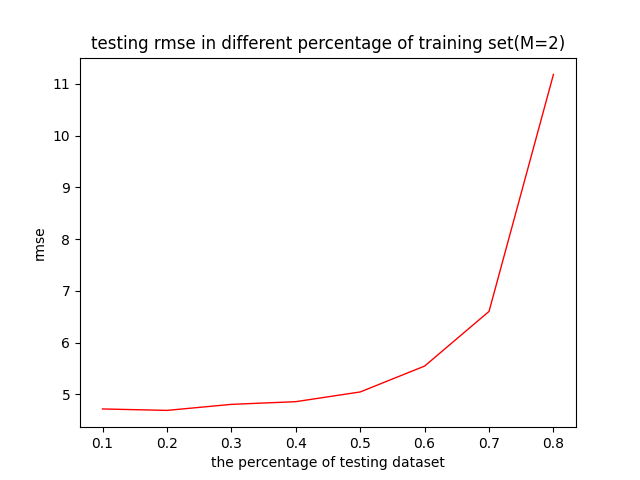 testing rmse in different percentage of training set(M=2)
11
10
9
8
7
6
5
rmse
0.1 0.2 0.3 0.4 0.5 0.6 0.7 0.8
the percentage of testing dataset